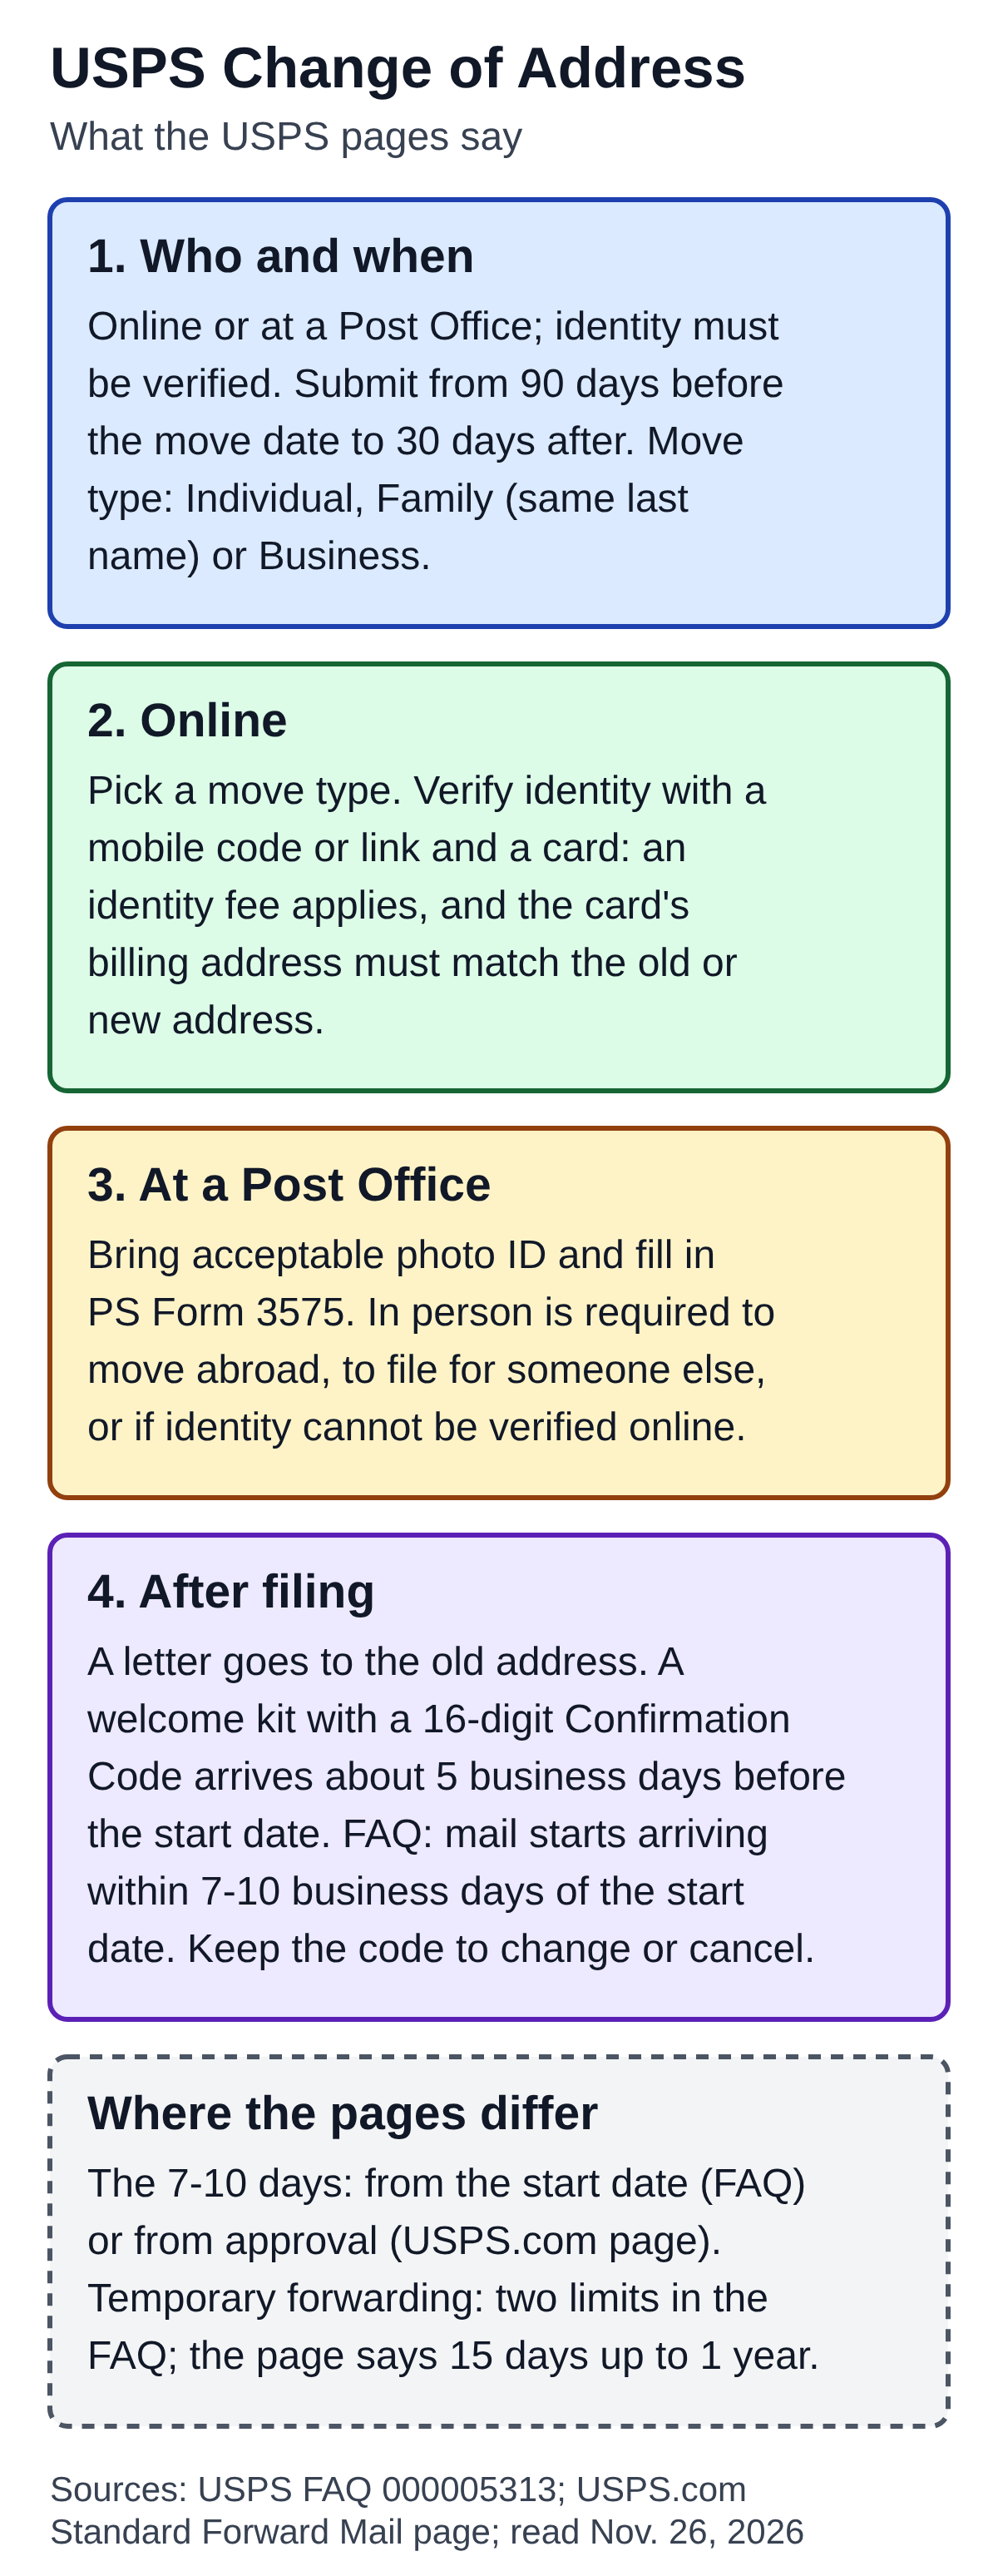 USPS Change of Address
What the USPS pages say
1. Who and when
Online or at a Post Office; identity must
be verified. Submit from 90 days before
the move date to 30 days after. Move
type: Individual, Family (same last
name) or Business.
2. Online
Pick a move type. Verify identity with a
mobile code or link and a card: an
identity fee applies, and the card's
billing address must match the old or
new address.
3. At a Post Office
Bring acceptable photo ID and fill in
PS Form 3575. In person is required to
move abroad, to file for someone else,
or if identity cannot be verified online.
4. After filing
A letter goes to the old address. A
welcome kit with a 16-digit Confirmation
Code arrives about 5 business days before
the start date. FAQ: mail starts arriving
within 7-10 business days of the start
date. Keep the code to change or cancel.
Where the pages differ
The 7-10 days: from the start date (FAQ)
or from approval (USPS.com page).
Temporary forwarding: two limits in the
FAQ; the page says 15 days up to 1 year.
Sources: USPS FAQ 000005313; USPS.com
Standard Forward Mail page; read Nov. 26, 2026